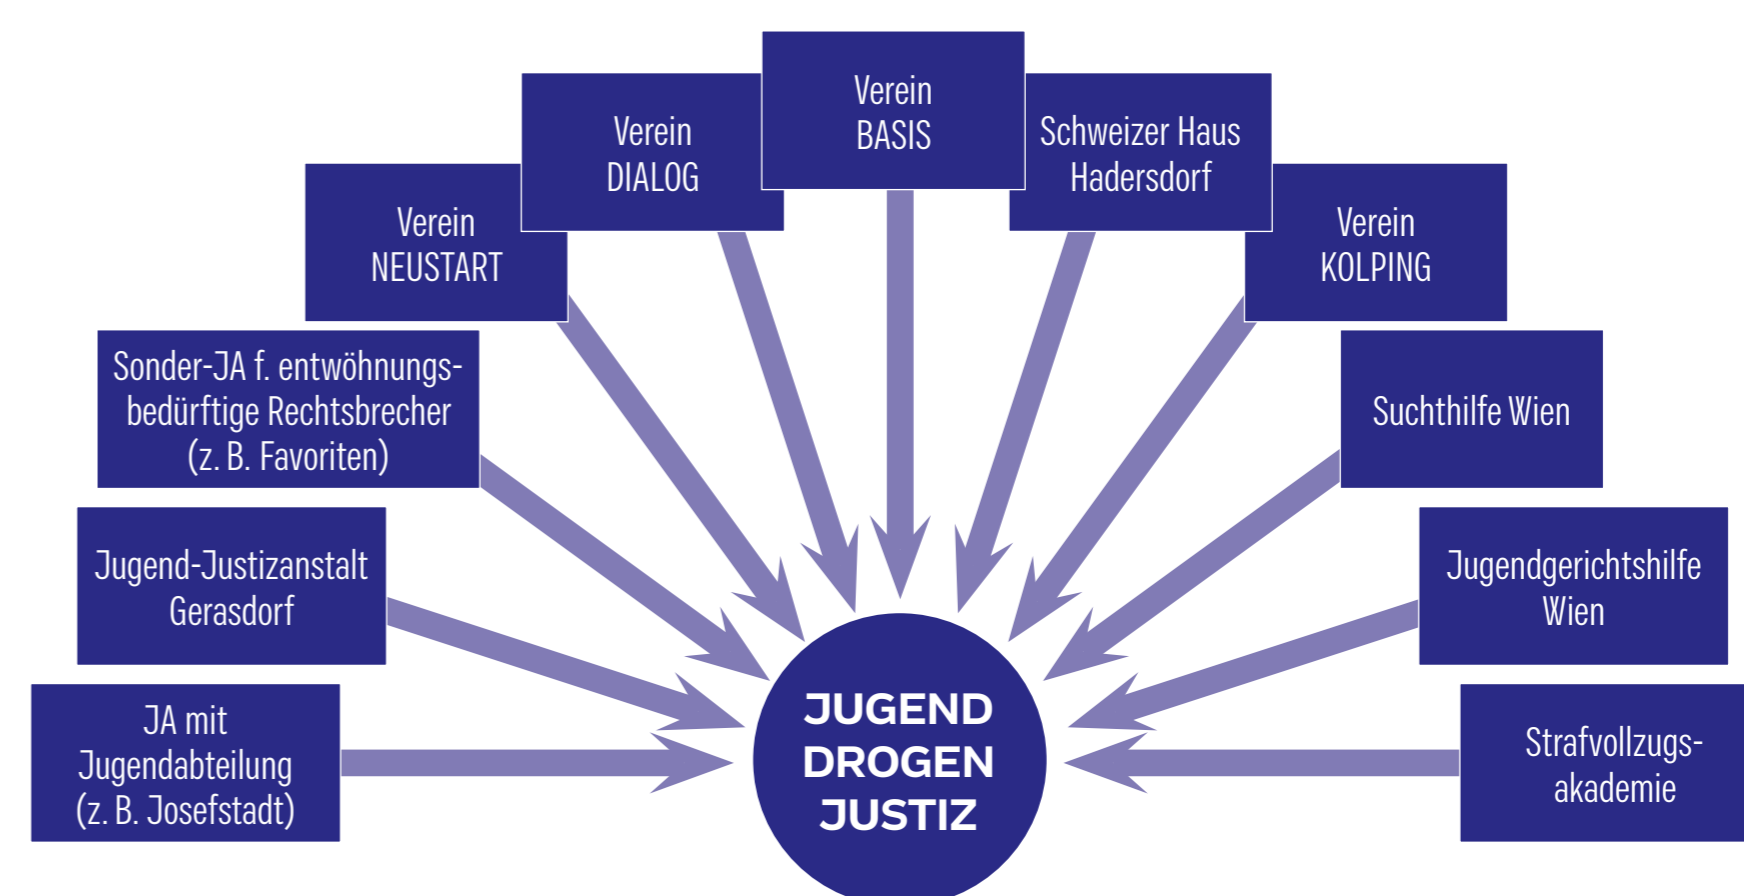 Verein
BASIS
Verein
DIALOG
Schweizer Haus
Hadersdorf
Verein
NEUSTART
Verein
KOLPING
Sonder-JA f. entwöhnungs-
bedürftige Rechtsbrecher
(z. B. Favoriten)
Suchthilfe Wien
Jugend-Justizanstalt
Gerasdorf
Jugendgerichtshilfe
Wien
JA mit
Jugendabteilung
(z. B. Josefstadt)
JUGEND
DROGEN
JUSTIZ
Strafvollzugs-
akademie